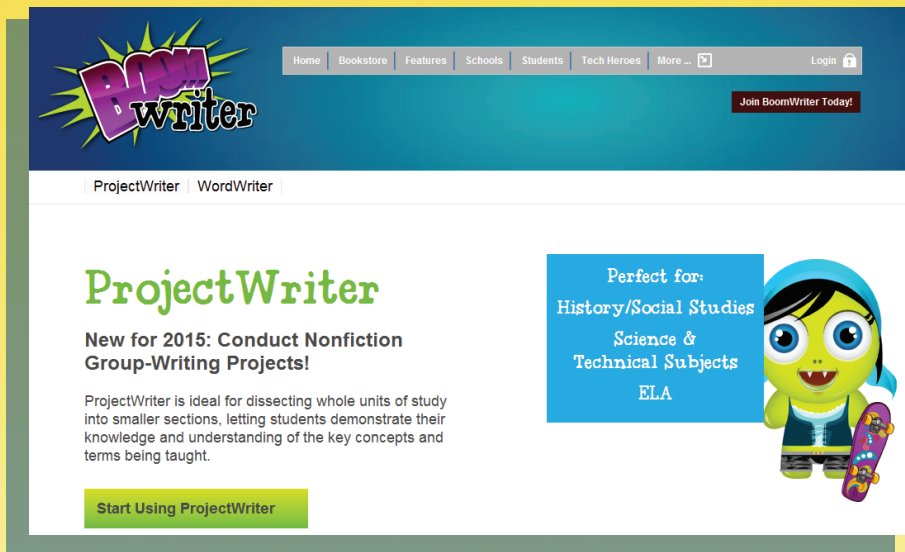 BOOM
writer
Home Bookstore Features Schools Students Tech Heroes More ... Login
Join BoomWriter Today!
ProjectWriter WordWriter
ProjectWriter
New for 2015: Conduct Nonfiction
Group-Writing Projects!
ProjectWriter is ideal for dissecting whole units of study
into smaller sections, letting students demonstrate their
knowledge and understanding of the key concepts and
terms being taught.
Start Using ProjectWriter
Perfect for:
History/Social Studies
Science &
Technical Subjects
ELA